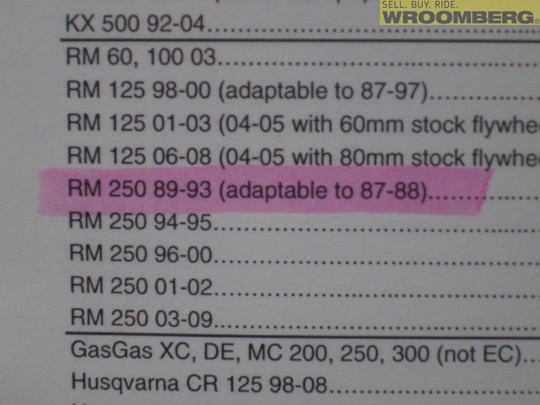 SELL. BUY. RIDE.
WROOMBERG
KX 500 92-04
RM 60, 100 03
RM 125 98-00 (adaptable to 87-97)
RM 125 01-03 (04-05 with 60mm stock flywhe
RM 125 06-08 (04-05 with 80mm stock flywhe
RM 250 89-93 (adaptable to 87-88)
RM 250 94-95
RM 250 96-00
RM 250 01-02
RM 250 03-09
GasGas XC, DE, MC 200, 250, 300 (not EC)
Husqvarna CR 125 98-08